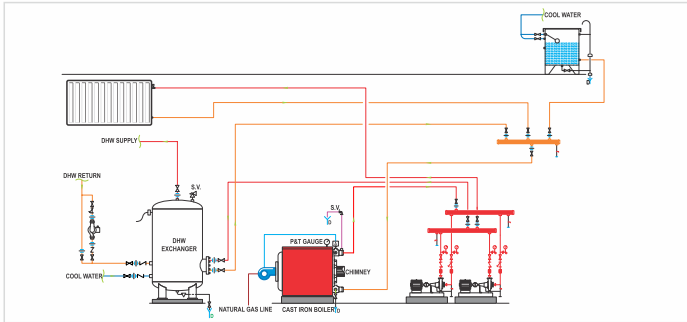 COOL WATER
DHW SUPPLY
DHW RETURN
S.V.
S.V.
DHW
EXCHANGER
P&T GAUGE
CHIMNEY
COOL WATER
NATURAL GAS LINE
CAST IRON BOILER